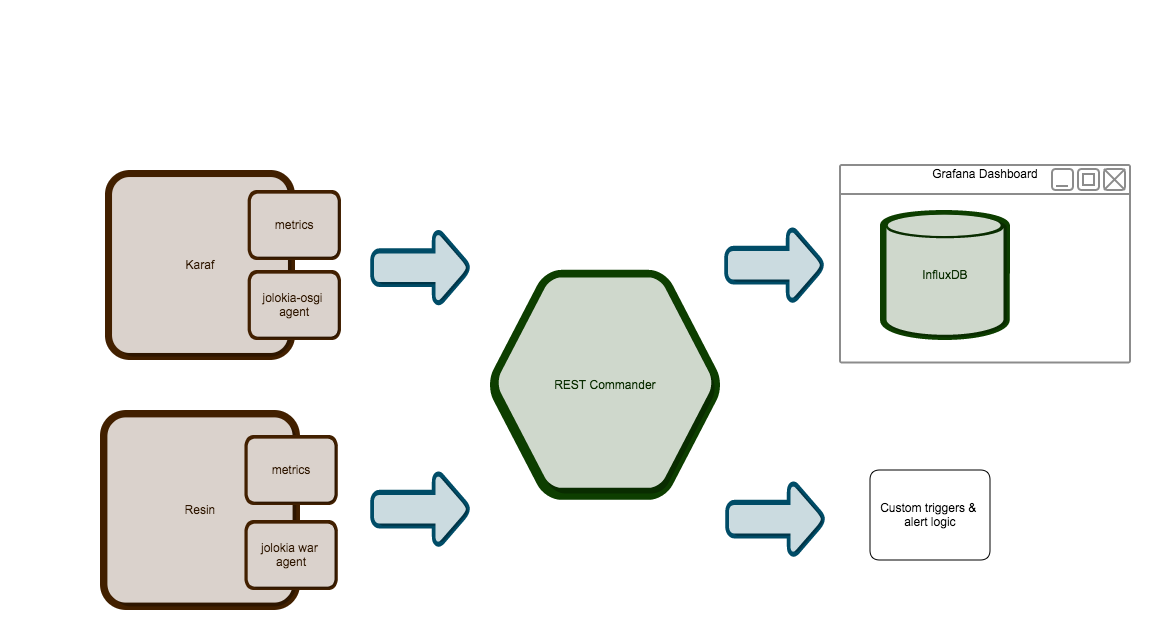 Grafana Dashboard
metrics
Karaf
jolokia-osgi
agent
InfluxDB
REST Commander
metrics
Resin
jolokia war
agent
Custom triggers &
alert logic